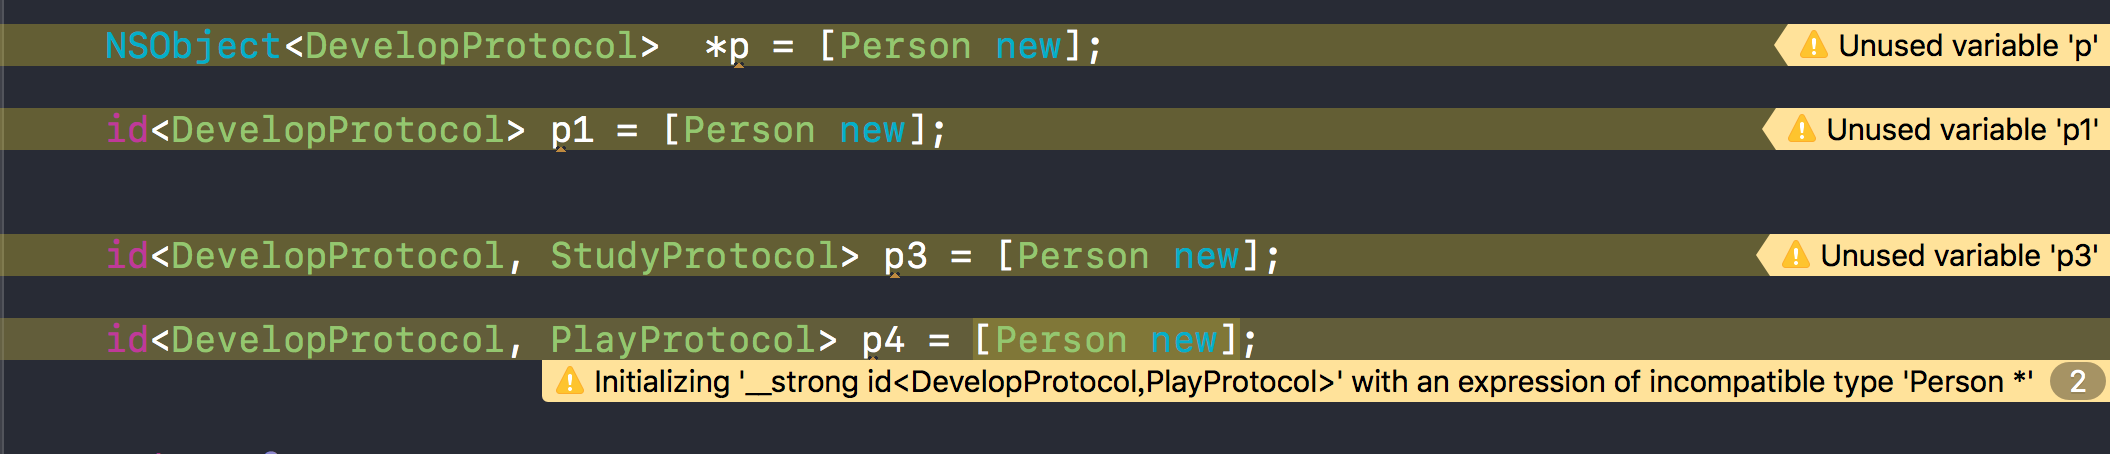 NSObject<DevelopProtocol>  *p = [Person new]; Unused variable 'p'
id<DevelopProtocol> p1 = [Person new]; Unused variable 'p1'
id<DevelopProtocol, StudyProtocol> p3 = [Person new]; Unused variable 'p3'
id<DevelopProtocol, PlayProtocol> p4 = [Person new];
Initializing '__strong id<DevelopProtocol,PlayProtocol>' with an expression of incompatible type 'Person *' 2